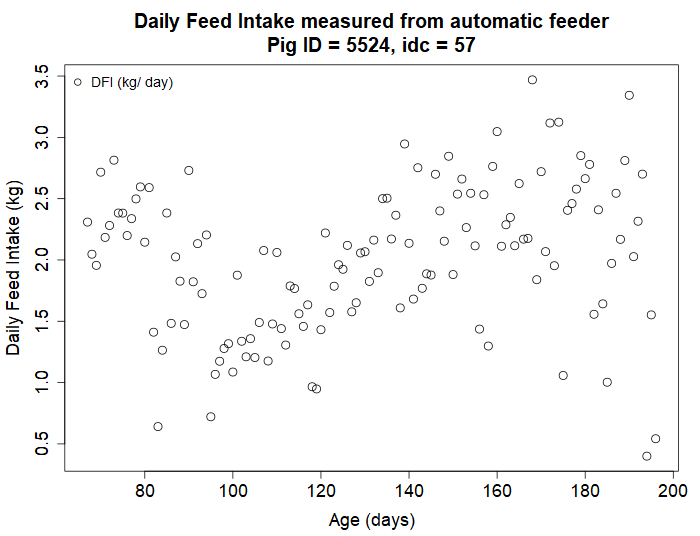 Daily Feed Intake measured from automatic feeder
Pig ID = 5524, idc = 57
DFI (kg/ day)
Daily Feed Intake (kg)
3.5
3.0
2.5
2.0
1.5
1.0
0.5
80 100 120 140 160 180 200
Age (days)